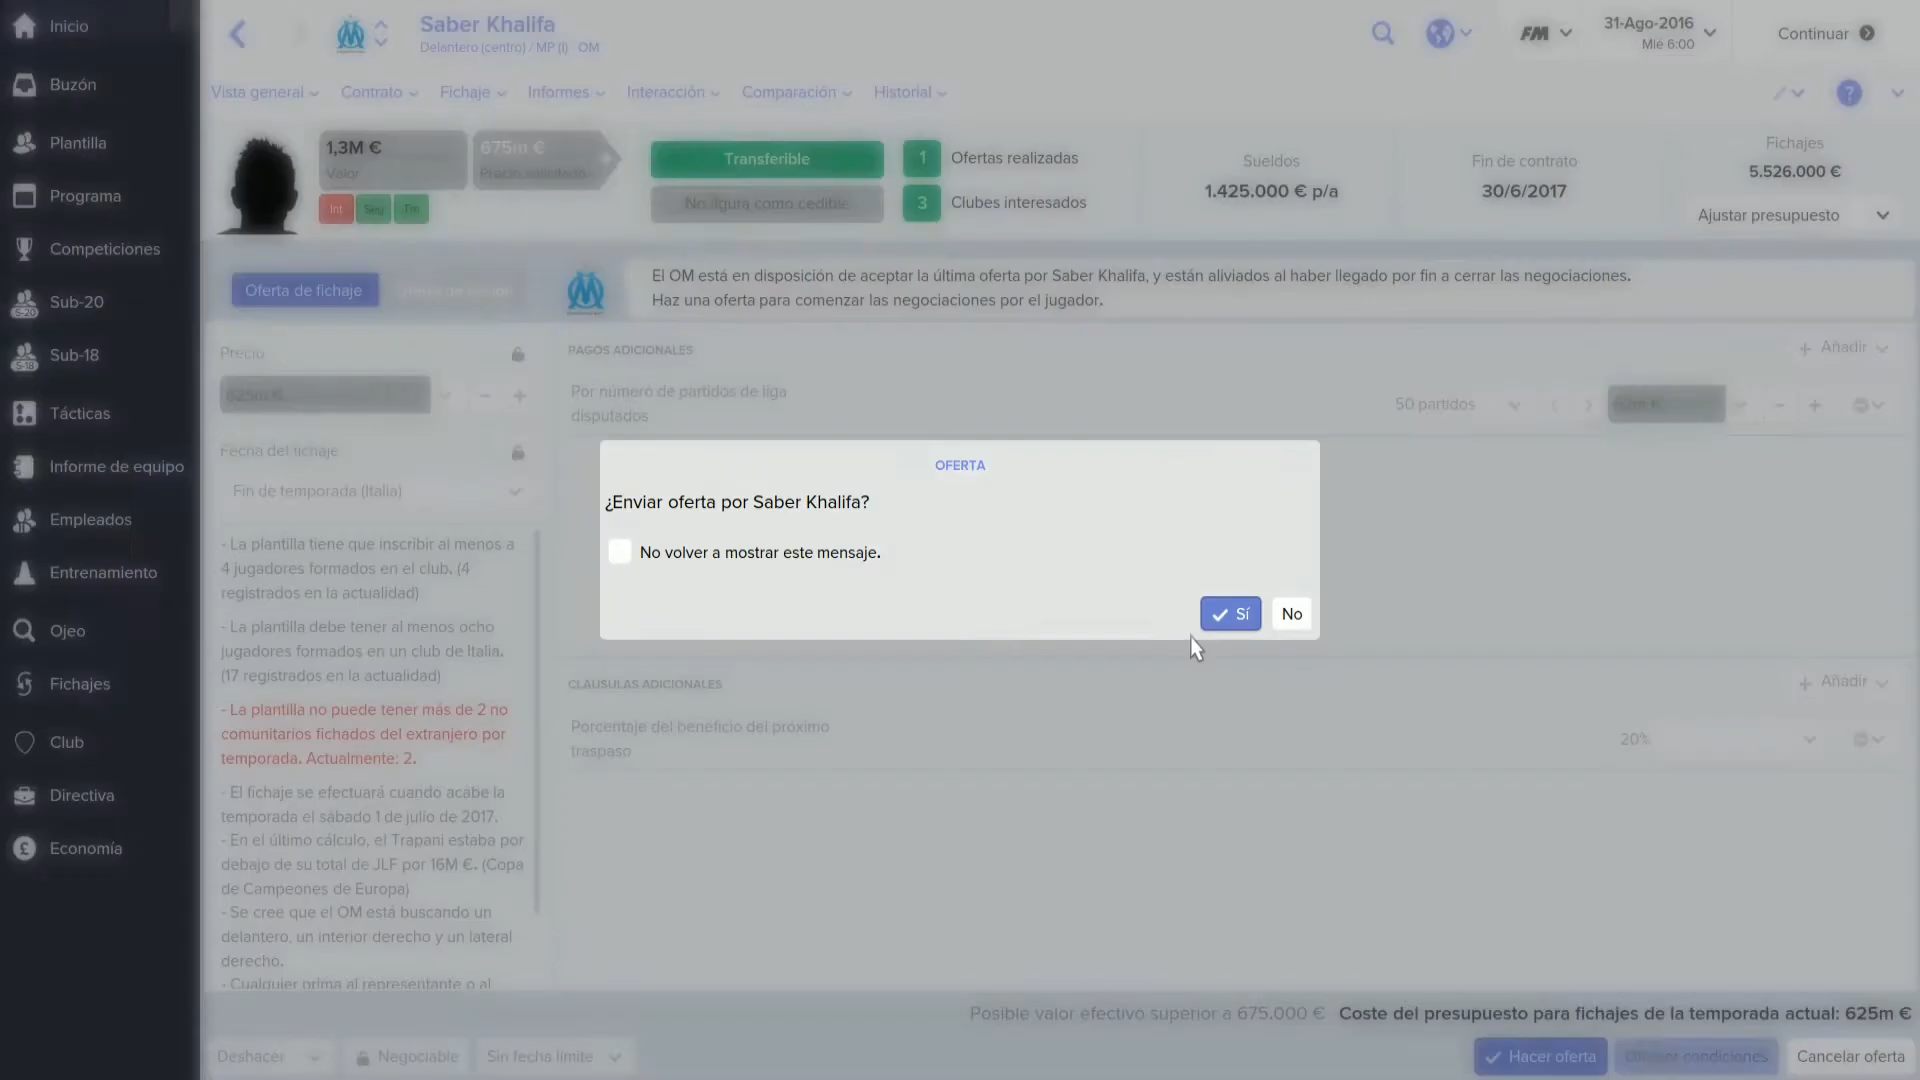 Inicio
Buzón
Plantilla
Programa
Competiciones
Sub-20
Sub-18
Tácticas
Informe de equipo
Empleados
Entrenamiento
Ojeo
Fichajes
Club
Directiva
Economía
Saber Khalifa
Delantero (centro) / MP (I) OM
FM
31-Ago-2016
Mié 6:00
Continuar
Vista general
Contrato
Fichaje
Informes
Interacción
Comparación
Historial
?
1,3M €
Valor
675m €
Precio solicitado
Int
Seg
Transferible
No figura como cedible
1 Ofertas realizadas
3 Clubes interesados
Sueldos
1.425.000 € p/a
Fin de contrato
30/6/2017
Fichajes
5.526.000 €
Ajustar presupuesto
Oferta de fichaje
El OM está en disposición de aceptar la última oferta por Saber Khalifa, y están aliviados al haber llegado por fin a cerrar las negociaciones.
Haz una oferta para comenzar las negociaciones por el jugador.
Precio
625m €
Fecha del fichaje
Fin de temporada (Italia)
- La plantilla tiene que inscribir al menos a
4 jugadores formados en el club. (4
registrados en la actualidad)
- La plantilla debe tener al menos ocho
jugadores formados en un club de Italia.
(17 registrados en la actualidad)
- La plantilla no puede tener más de 2 no
comunitarios fichados del extranjero por
temporada. Actualmente: 2.
- El fichaje se efectuará cuando acabe la
temporada el sábado 1 de julio de 2017.
- En el último cálculo, el Trapani estaba por
debajo de su total de JLF por 16M €. (Copa
de Campeones de Europa)
- Se cree que el OM está buscando un
delantero, un interior derecho y un lateral
derecho.
- Cualquier prima al representante o al
PAGOS ADICIONALES
+ Añadir
Por número de partidos de liga
disputados
50 partidos
OFERTA
¿Enviar oferta por Saber Khalifa?
No volver a mostrar este mensaje.
Sí
No
CLÁUSULAS ADICIONALES
+ Añadir
Porcentaje del beneficio del próximo
traspaso
20%
Posible valor efectivo superior a 675.000 €
Coste del presupuesto para fichajes de la temporada actual: 625m €
Deshacer
Negociable
Sin fecha límite
Hacer oferta
Ofrecer condiciones
Cancelar oferta